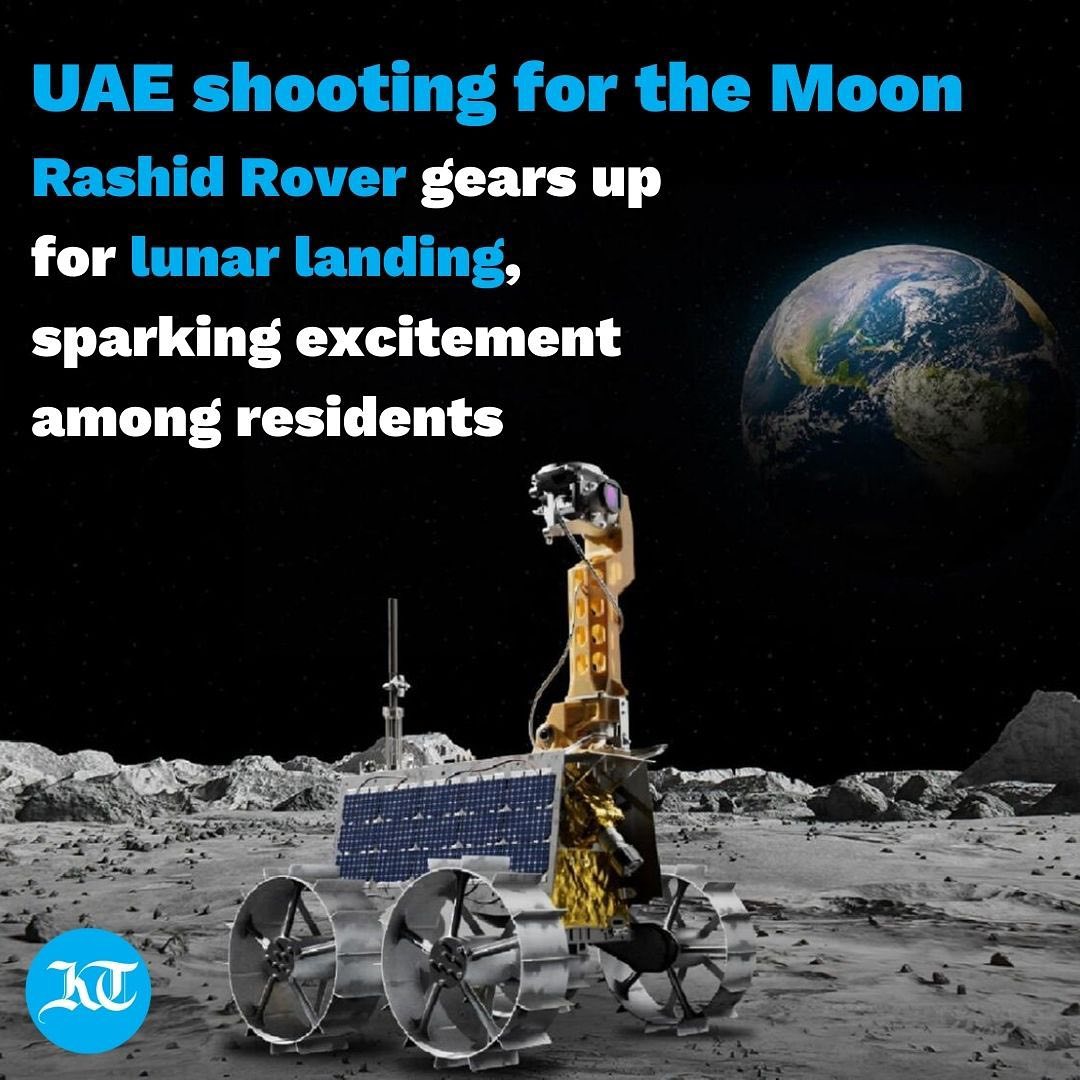 UAE shooting for the Moon
Rashid Rover gears up
for lunar landing,
sparking excitement
among residents
KT